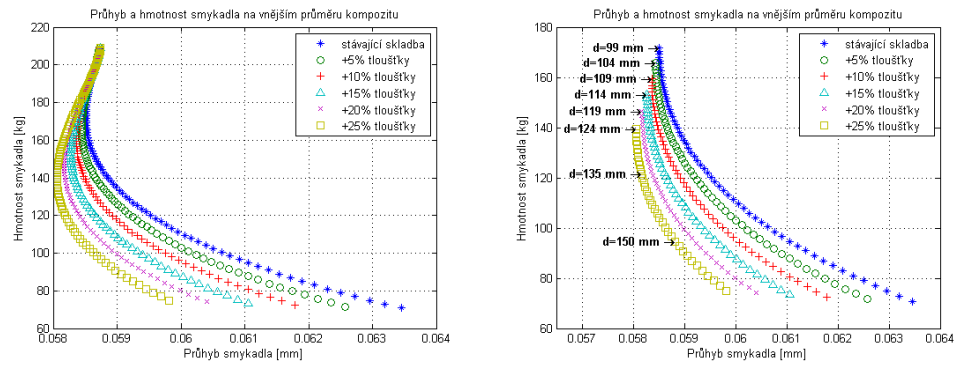 Průhyb a hmotnost smykadla na vnějším průměru kompozitu
220
200
180
160
140
120
100
80
60
Hmotnost smykadla [kg]
0.058
0.059
0.06
0.061
0.062
0.063
0.064
Průhyb smykadla [mm]
stávající skladba
+5% tloušťky
+10% tloušťky
+15% tloušťky
+20% tloušťky
+25% tloušťky
Průhyb a hmotnost smykadla na vnějším průměru kompozitu
180
160
140
120
100
80
60
Hmotnost smykadla [kg]
0.057
0.058
0.059
0.06
0.061
0.062
0.063
0.064
Průhyb smykadla [mm]
d=99 mm
d=104 mm
d=109 mm
d=114 mm
d=119 mm
d=124 mm
d=135 mm
d=150 mm
stávající skladba
+5% tloušťky
+10% tloušťky
+15% tloušťky
+20% tloušťky
+25% tloušťky